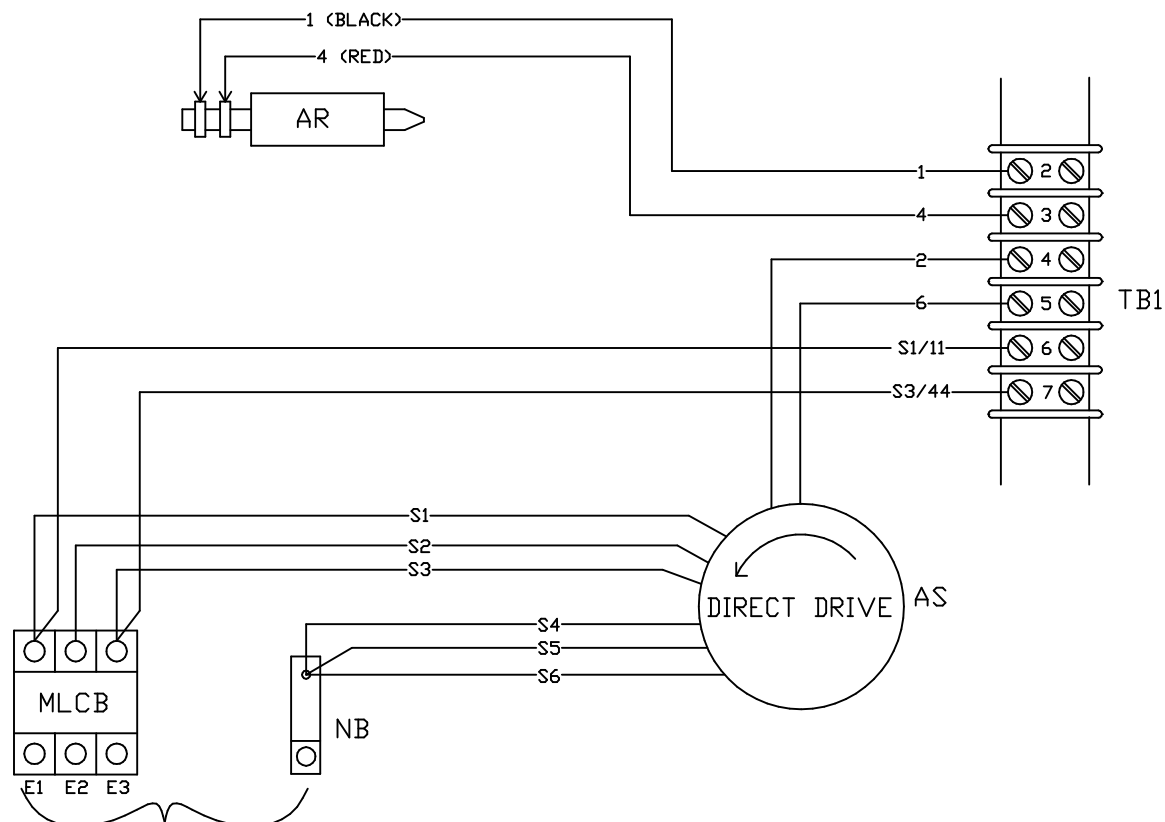 1 (BLACK)
4 (RED)
AR
1
2
4
3
2
4
TB1
6
5
S1/11
6
S3/44
7
S1
S2
S3
DIRECT DRIVE
AS
S4
S5
S6
MLCB
NB
E1 E2 E3